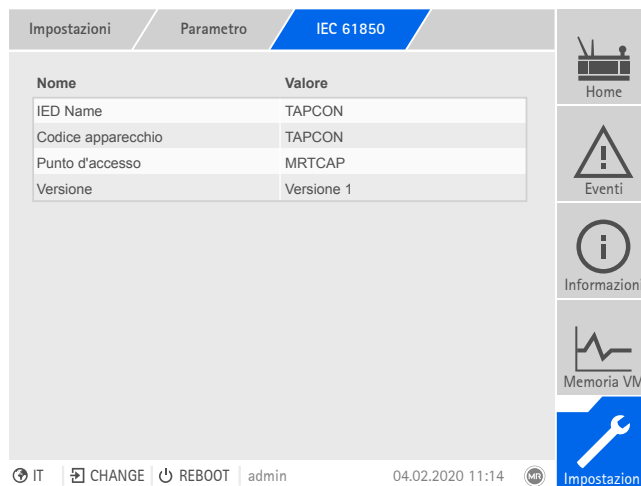 Impostazioni Parametro IEC 61850
Nome Valore
IED Name TAPCON
Codice apparecchio TAPCON
Punto d'accesso MRTCAP
Versione Versione 1
Home
Eventi
Informazioni
Memoria VM
Impostazion
IT CHANGE REBOOT admin 04.02.2020 11:14 MR